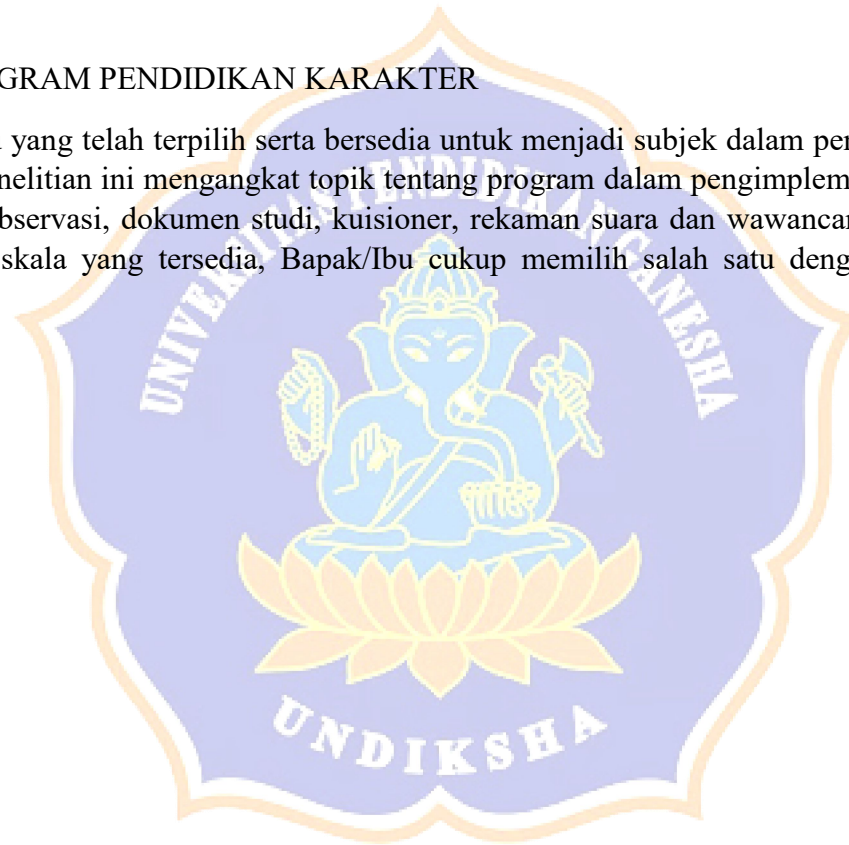 GRAM PENDIDIKAN KARAKTER
yang telah terpilih serta bersedia untuk menjadi subjek dalam pen
nelitian ini mengangkat topik tentang program dalam pengimplem
bservasi, dokumen studi, kuisioner, rekaman suara dan wawancar
skala yang tersedia, Bapak/Ibu cukup memilih salah satu deng
UNIVERSITAS PENDIDIKAN GANESHA
UNDIKSHA